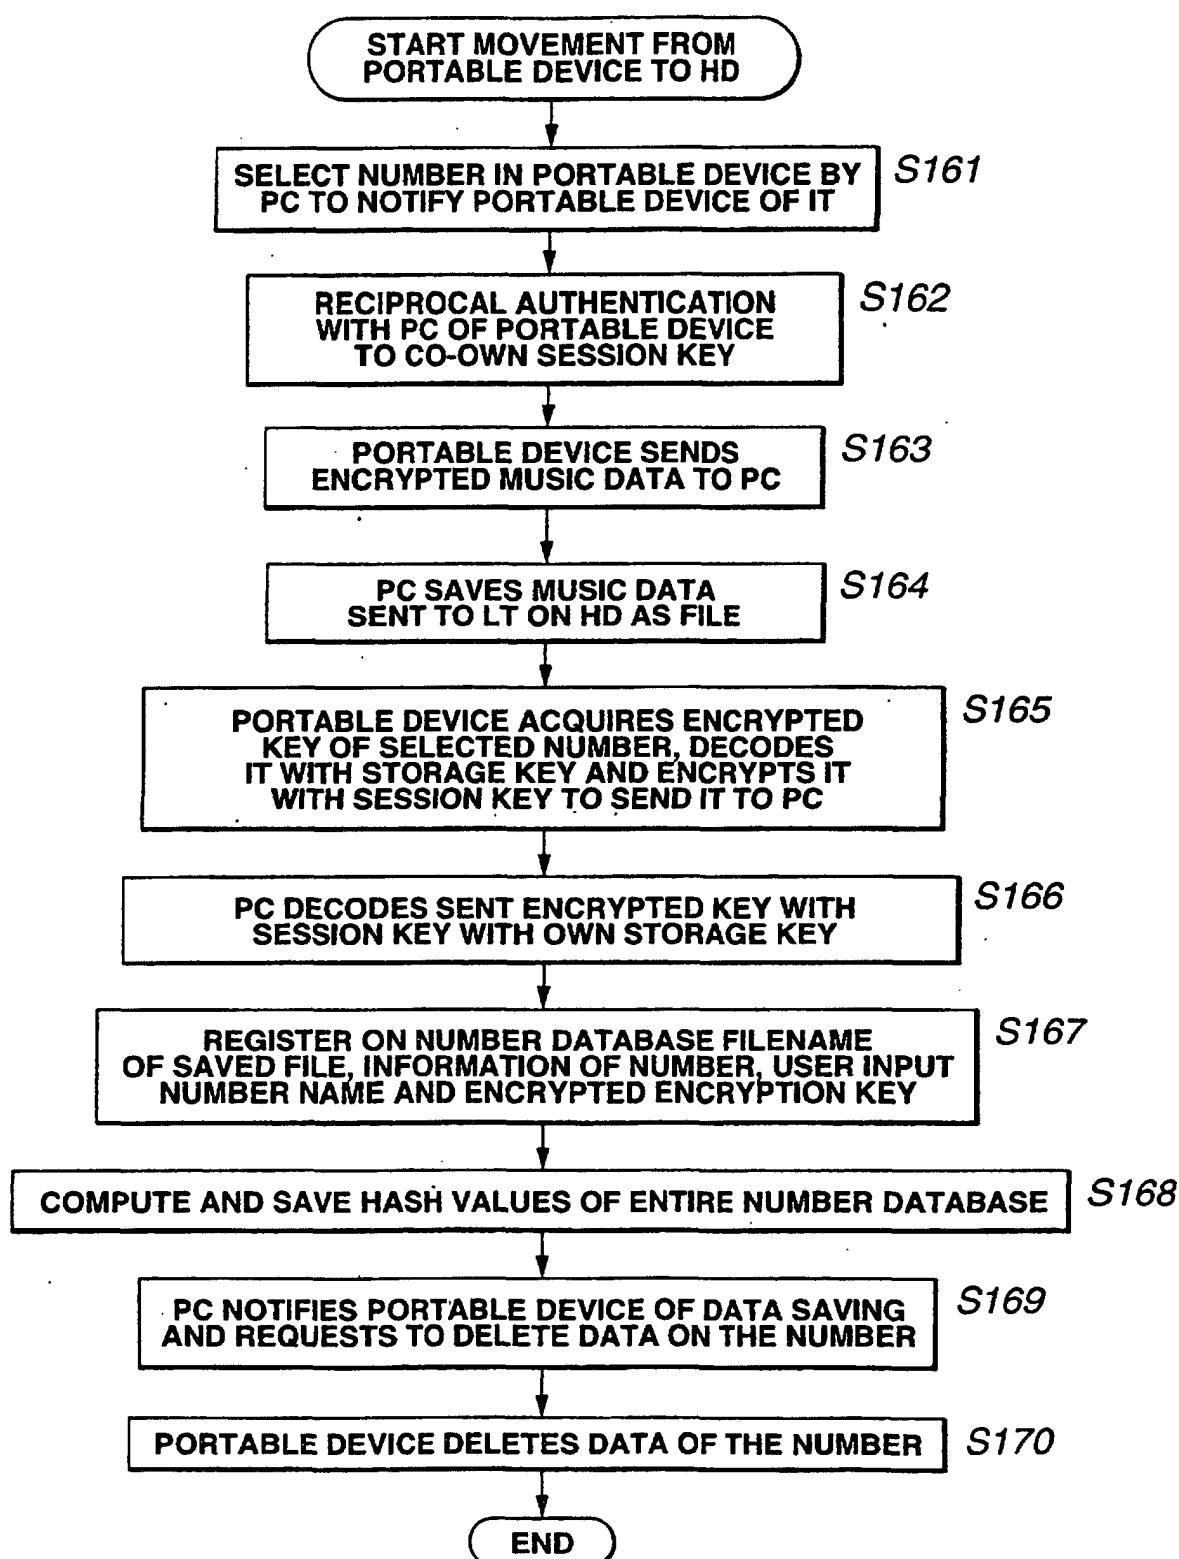 START MOVEMENT FROM
PORTABLE DEVICE TO HD
SELECT NUMBER IN PORTABLE DEVICE BY
PC TO NOTIFY PORTABLE DEVICE OF IT
S161
RECIPROCAL AUTHENTICATION
WITH PC OF PORTABLE DEVICE
TO CO-OWN SESSION KEY
S162
PORTABLE DEVICE SENDS
ENCRYPTED MUSIC DATA TO PC
S163
PC SAVES MUSIC DATA
SENT TO LT ON HD AS FILE
S164
PORTABLE DEVICE ACQUIRES ENCRYPTED
KEY OF SELECTED NUMBER, DECODES
IT WITH STORAGE KEY AND ENCRYPTS IT
WITH SESSION KEY TO SEND IT TO PC
S165
PC DECODES SENT ENCRYPTED KEY WITH
SESSION KEY WITH OWN STORAGE KEY
S166
REGISTER ON NUMBER DATABASE FILENAME
OF SAVED FILE, INFORMATION OF NUMBER, USER INPUT
NUMBER NAME AND ENCRYPTED ENCRYPTION KEY
S167
COMPUTE AND SAVE HASH VALUES OF ENTIRE NUMBER DATABASE
S168
PC NOTIFIES PORTABLE DEVICE OF DATA SAVING
AND REQUESTS TO DELETE DATA ON THE NUMBER
S169
PORTABLE DEVICE DELETES DATA OF THE NUMBER
S170
END